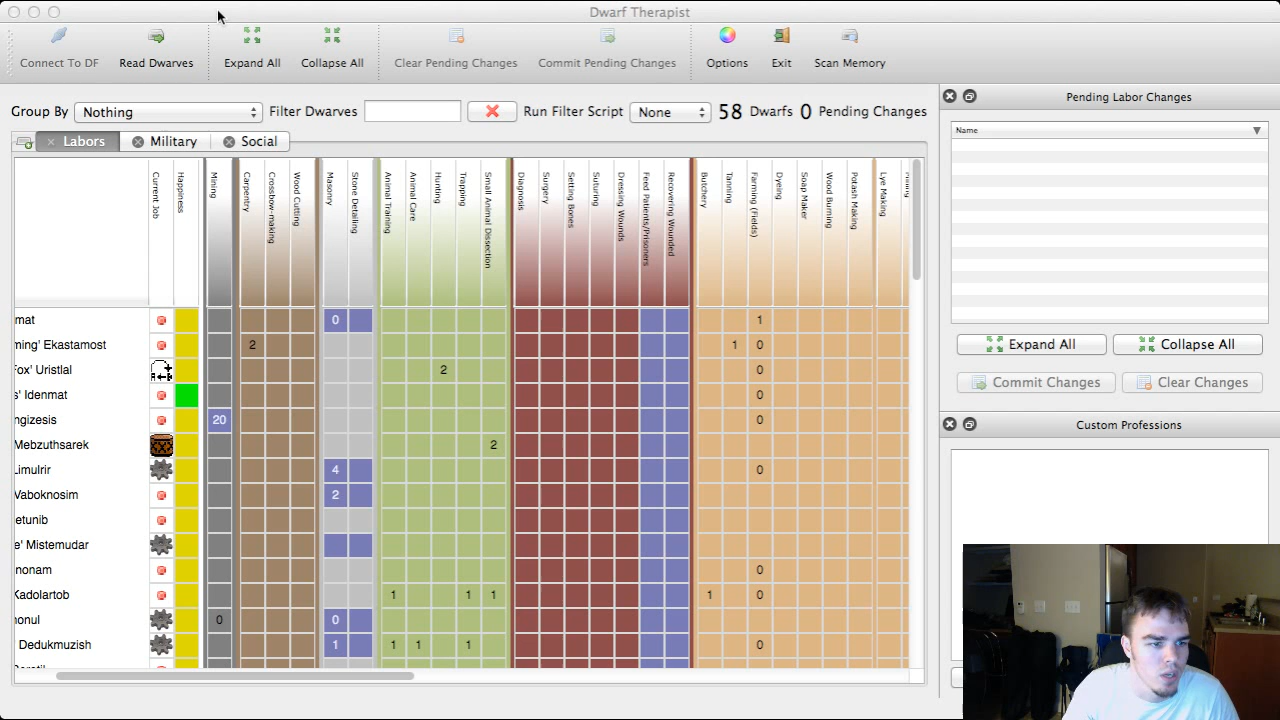 Dwarf Therapist
Connect To DF Read Dwarves Expand All Collapse All Clear Pending Changes Commit Pending Changes Options Exit Scan Memory
Group By Nothing Filter Dwarves Run Filter Script None 58 Dwarfs 0 Pending Changes
Labors Military Social
Current Job
Happiness
Mining
Carpentry
Crossbow-making
Wood Cutting
Masonry
Stone Detailing
Animal Training
Animal Care
Hunting
Trapping
Small Animal Dissection
Diagnosis
Surgery
Setting Bones
Suturing
Dressing Wounds
Feed Patients/Prisoners
Recovering Wounded
Butchery
Tanning
Farming (Fields)
Dyeing
Soap Maker
Wood Burning
Potash Making
Lye Making
mat 0 1
ming' Ekastamost 2 1 0
Fox' Uristlal 2 0
s' Idenmat 0
ngizesis 20 0
Mebzuthsarek 2
Limulrir 4 0
Vaboknosim 2
etunib
e' Mistemudar
nonam 0
Kadolartob 1 1 1 1 0
nonul 0 0
Dedukmuzish 1 1 1 1 0
Pending Labor Changes
Name
Expand All Collapse All
Commit Changes Clear Changes
Custom Professions